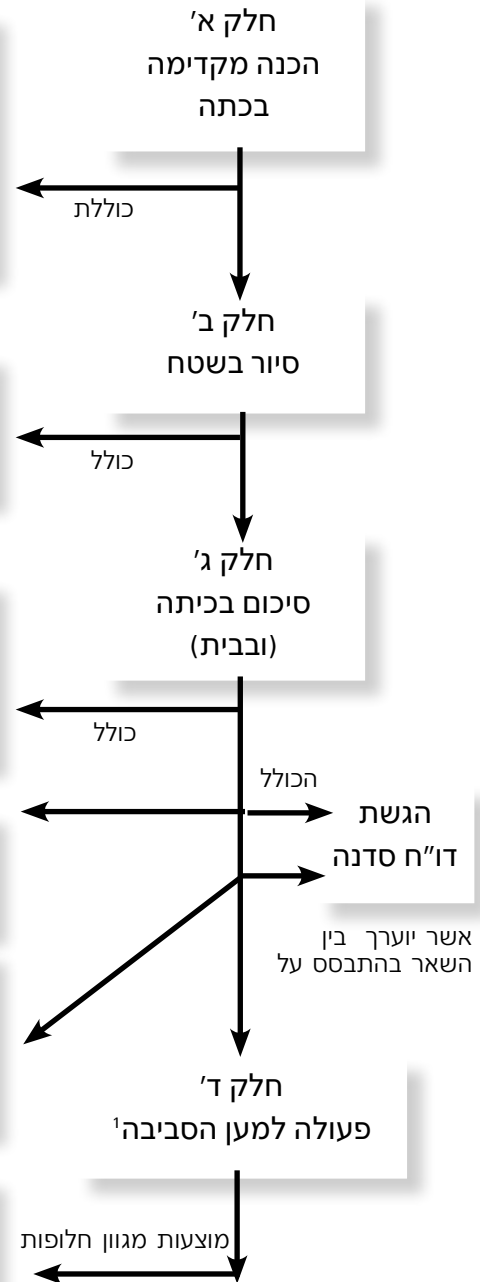 חלק א'
הכנה מקדימה
בכתה
כוללת
חלק ב'
סיור בשטח
כולל
חלק ג'
סיכום בכיתה
(ובבית)
כולל
הכולל
הגשת
דו"ח סדנה
אשר יוערך בין
השאר בהתבסס על
חלק ד'
פעולה למען הסביבה¹
מוצעות מגוון חלופות